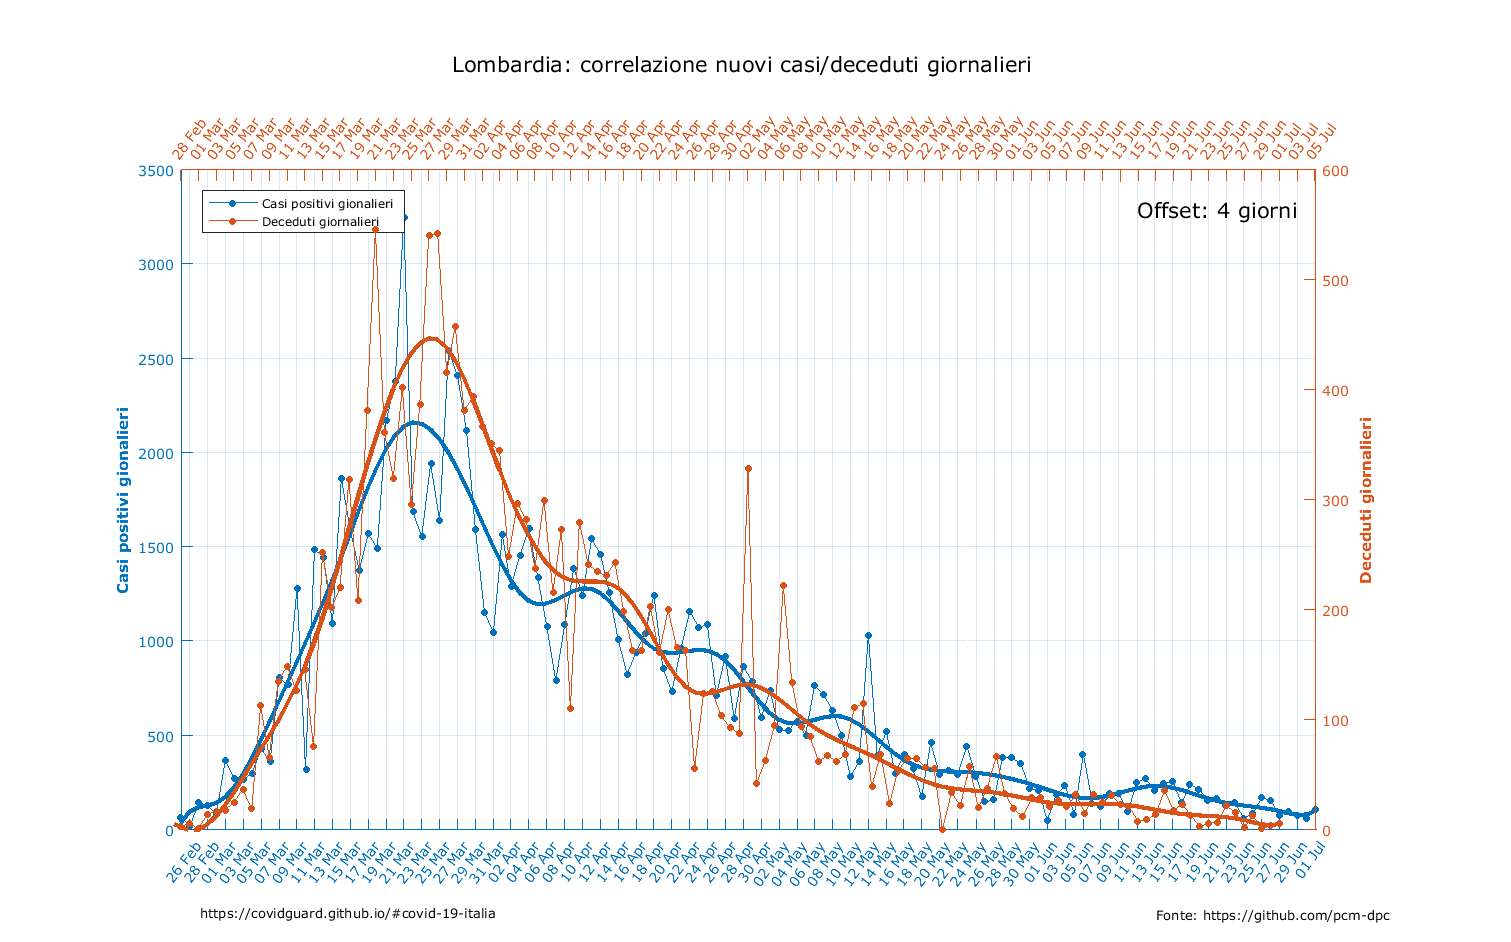 Lombardia: correlazione nuovi casi/deceduti giornalieri
28 Feb
01 Mar
03 Mar
05 Mar
07 Mar
09 Mar
11 Mar
13 Mar
15 Mar
17 Mar
19 Mar
21 Mar
23 Mar
25 Mar
27 Mar
29 Mar
31 Mar
02 Apr
04 Apr
06 Apr
08 Apr
10 Apr
12 Apr
14 Apr
16 Apr
18 Apr
20 Apr
22 Apr
24 Apr
26 Apr
28 Apr
30 Apr
02 May
04 May
06 May
08 May
10 May
12 May
14 May
16 May
18 May
20 May
22 May
24 May
26 May
28 May
30 May
01 Jun
03 Jun
05 Jun
07 Jun
09 Jun
11 Jun
13 Jun
15 Jun
17 Jun
19 Jun
21 Jun
23 Jun
25 Jun
27 Jun
29 Jun
01 Jul
03 Jul
05 Jul
Casi positivi gionalieri
Deceduti giornalieri
Offset: 4 giorni
3500
3000
2500
2000
1500
1000
500
0
Casi positivi gionalieri
600
500
400
300
200
100
0
Deceduti giornalieri
26 Feb
28 Feb
01 Mar
03 Mar
05 Mar
07 Mar
09 Mar
11 Mar
13 Mar
15 Mar
17 Mar
19 Mar
21 Mar
23 Mar
25 Mar
27 Mar
29 Mar
31 Mar
02 Apr
04 Apr
06 Apr
08 Apr
10 Apr
12 Apr
14 Apr
16 Apr
18 Apr
20 Apr
22 Apr
24 Apr
26 Apr
28 Apr
30 Apr
02 May
04 May
06 May
08 May
10 May
12 May
14 May
16 May
18 May
20 May
22 May
24 May
26 May
28 May
30 May
01 Jun
03 Jun
05 Jun
07 Jun
09 Jun
11 Jun
13 Jun
15 Jun
17 Jun
19 Jun
21 Jun
23 Jun
25 Jun
27 Jun
29 Jun
01 Jul
https://covidguard.github.io/#covid-19-italia
Fonte: https://github.com/pcm-dpc